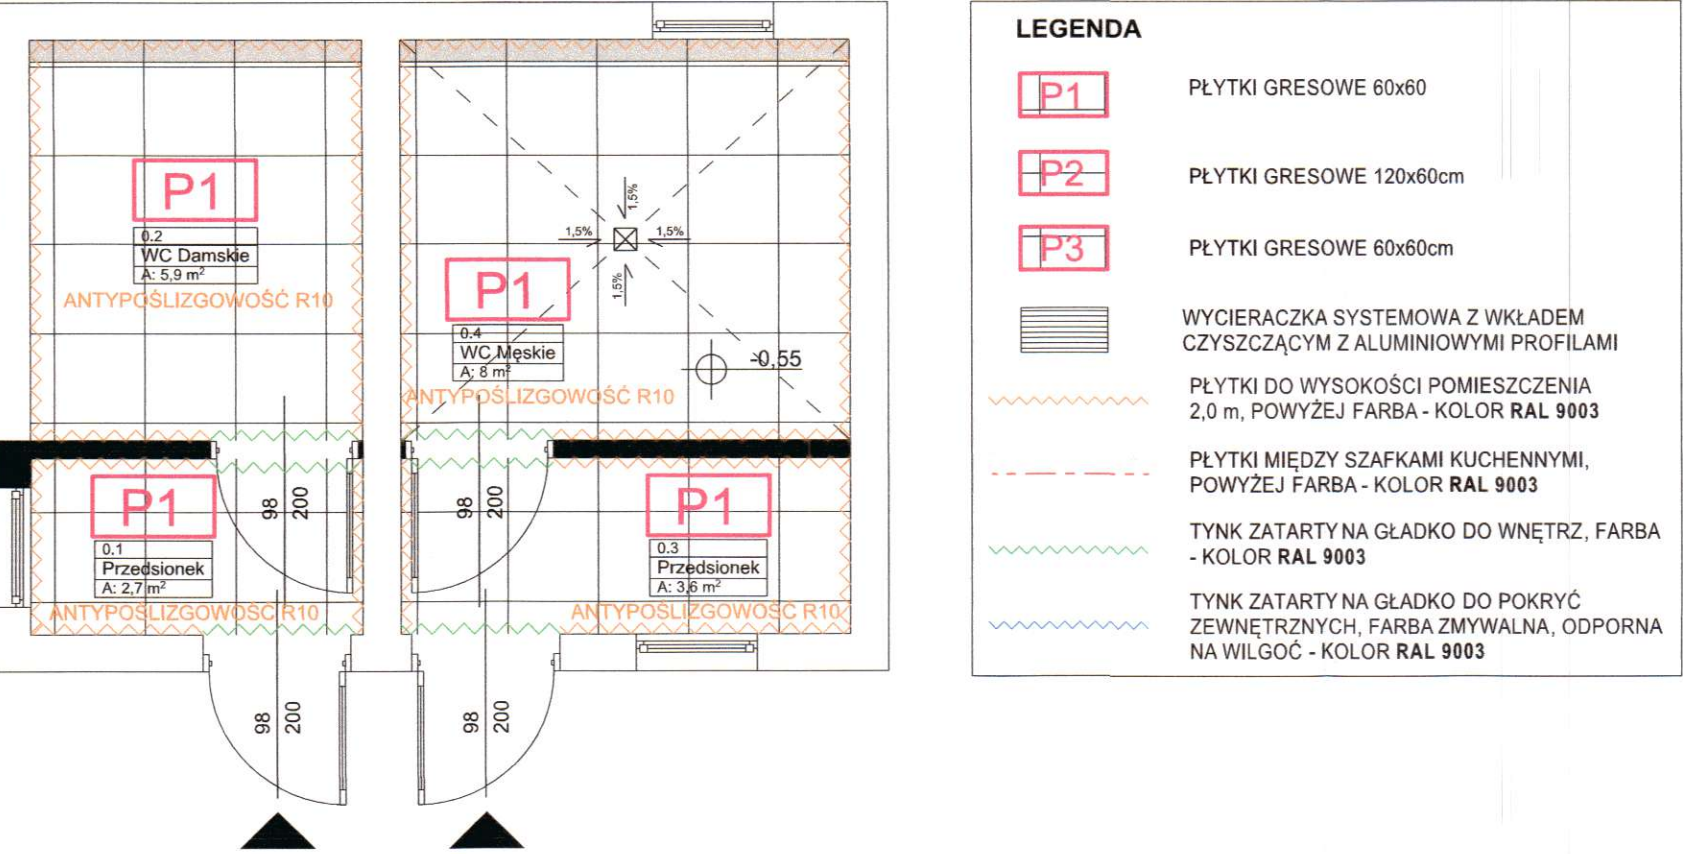 P1
0.2
WC Damskie
A: 5,9 m²
ANTYPOŚLIZGOWOŚĆ R10
1,5%
1,5%
1,5%
1,5%
P1
0.4
WC Męskie
A: 8 m²
ANTYPOŚLIZGOWOŚĆ R10
-0,55
P1
0.1
Przedsionek
A: 2,7 m²
ANTYPOŚLIZGOWOŚĆ R10
98
200
98
200
P1
0.3
Przedsionek
A: 3,6 m²
ANTYPOŚLIZGOWOŚĆ R10
98
200
98
200
LEGENDA
P1
PŁYTKI GRESOWE 60x60
P2
PŁYTKI GRESOWE 120x60cm
P3
PŁYTKI GRESOWE 60x60cm
WYCIERACZKA SYSTEMOWA Z WKŁADEM
CZYSZCZĄCYM Z ALUMINIOWYMI PROFILAMI
PŁYTKI DO WYSOKOŚCI POMIESZCZENIA
2,0 m, POWYŻEJ FARBA - KOLOR RAL 9003
PŁYTKI MIĘDZY SZAFKAMI KUCHENNYMI,
POWYŻEJ FARBA - KOLOR RAL 9003
TYNK ZATARTY NA GŁADKO DO WNĘTRZ, FARBA
- KOLOR RAL 9003
TYNK ZATARTY NA GŁADKO DO POKRYĆ
ZEWNĘTRZNYCH, FARBA ZMYWALNA, ODPORNA
NA WILGOĆ - KOLOR RAL 9003